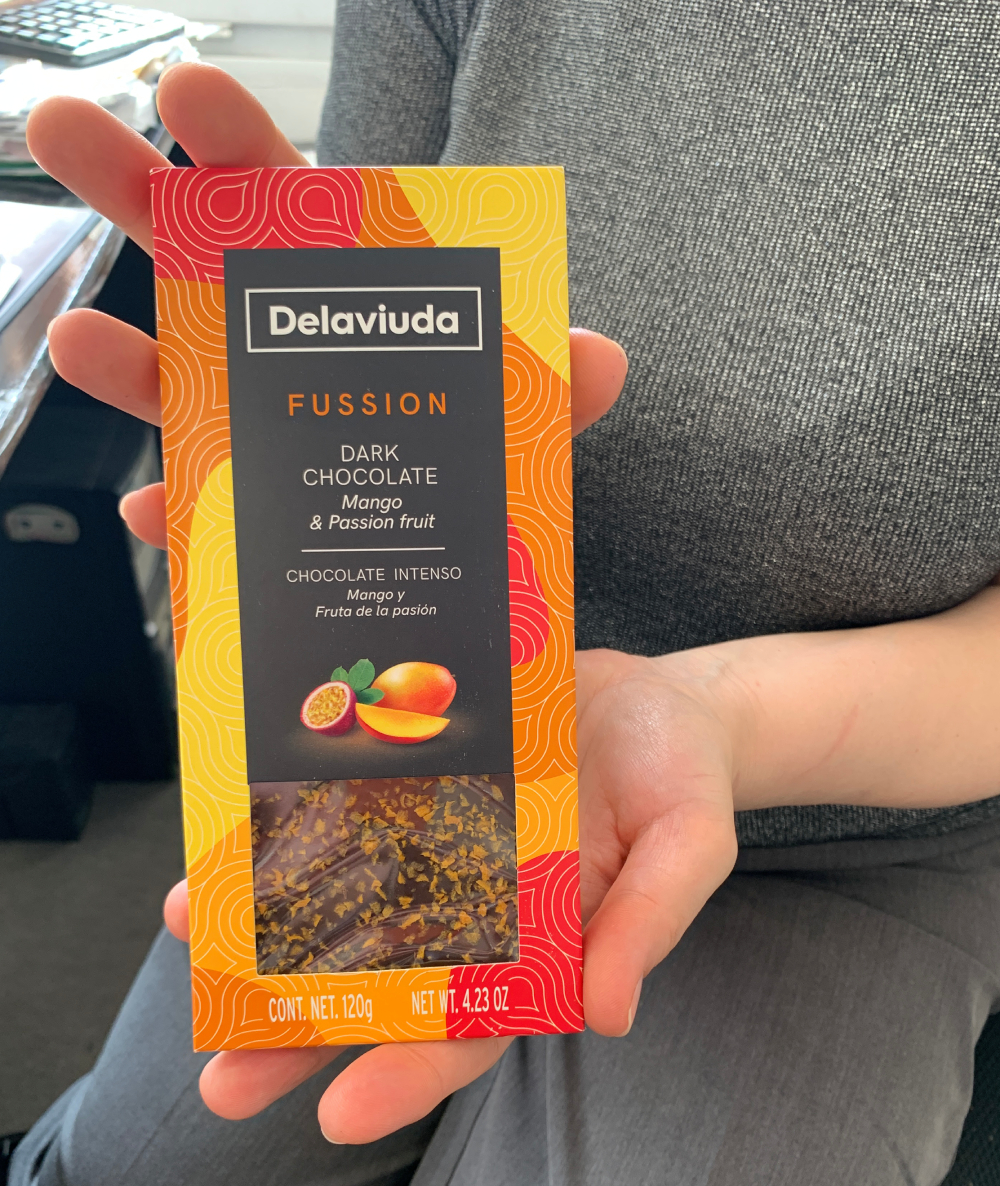 Delaviuda
FUSSION
DARK
CHOCOLATE
Mango
& Passion fruit
CHOCOLATE INTENSO
Mango y
Fruta de la pasión
CONT. NET. 120g NET WT. 4.23 OZ